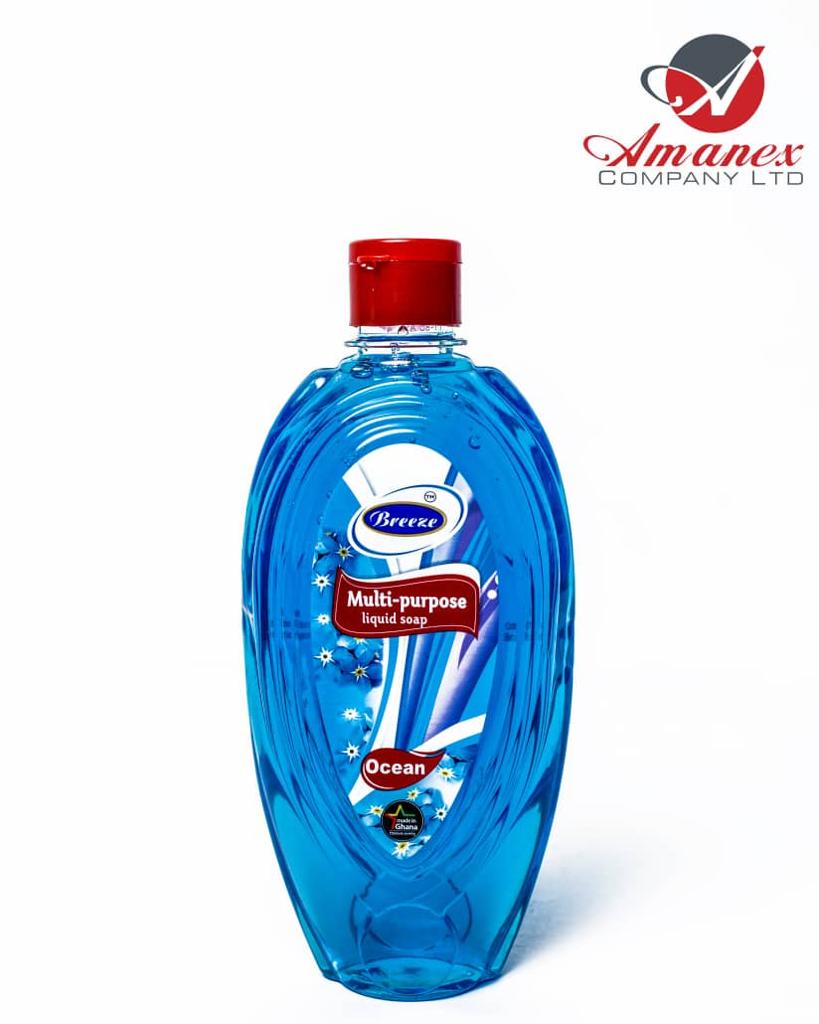 Amanex
COMPANY LTD
Breeze
TM
Multi-purpose
liquid soap
Ocean
made in
Ghana